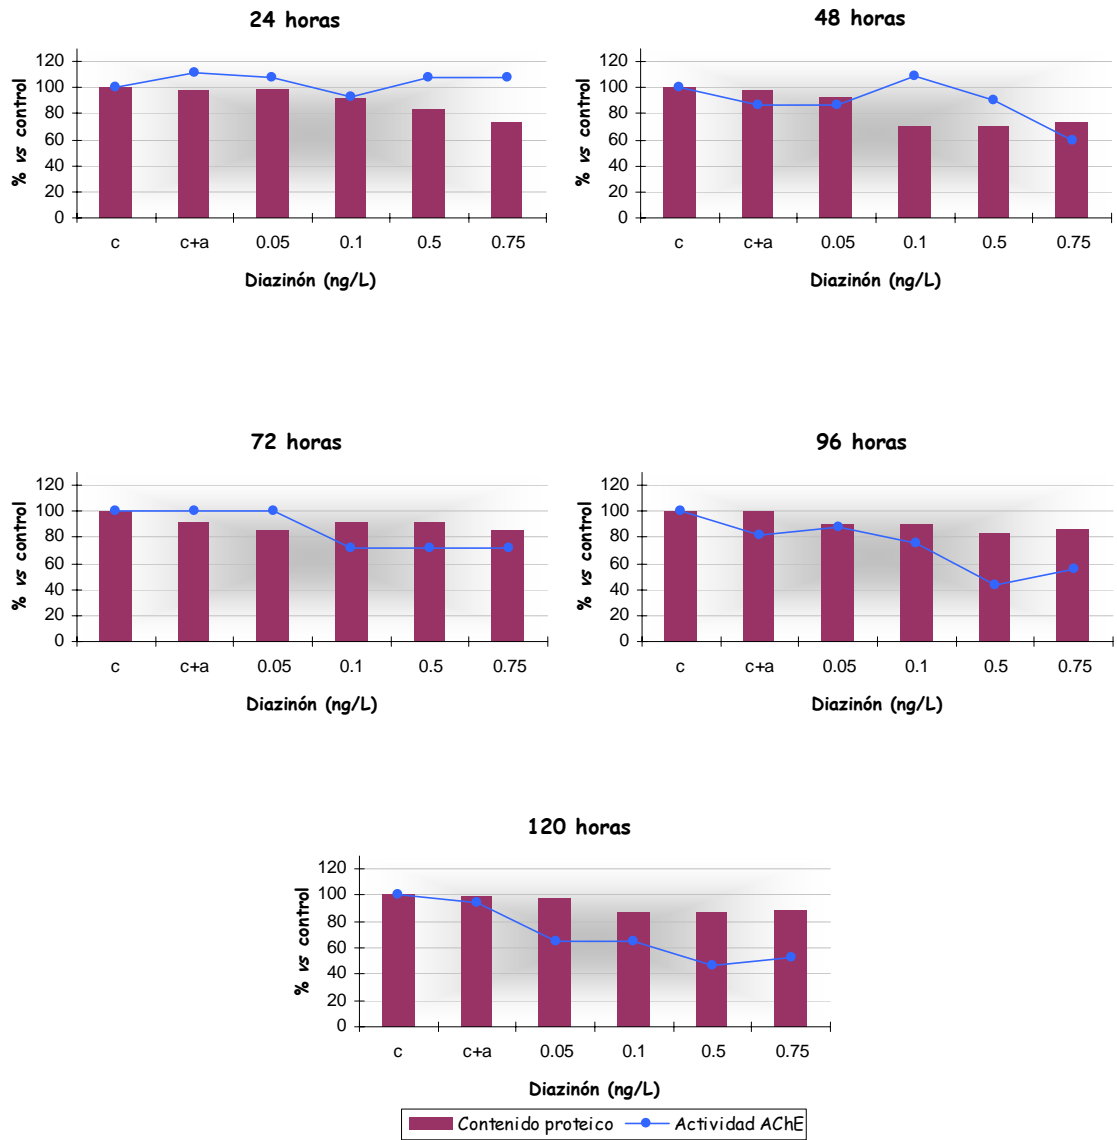 24 horas
% vs control
120
100
80
60
40
20
0
c c+a 0.05 0.1 0.5 0.75
Diazinón (ng/L)
48 horas
% vs control
120
100
80
60
40
20
0
c c+a 0.05 0.1 0.5 0.75
Diazinón (ng/L)
72 horas
% vs control
120
100
80
60
40
20
0
c c+a 0.05 0.1 0.5 0.75
Diazinón (ng/L)
96 horas
% vs control
120
100
80
60
40
20
0
c c+a 0.05 0.1 0.5 0.75
Diazinón (ng/L)
120 horas
% vs control
120
100
80
60
40
20
0
c c+a 0.05 0.1 0.5 0.75
Diazinón (ng/L)
Contenido proteico Actividad AChE